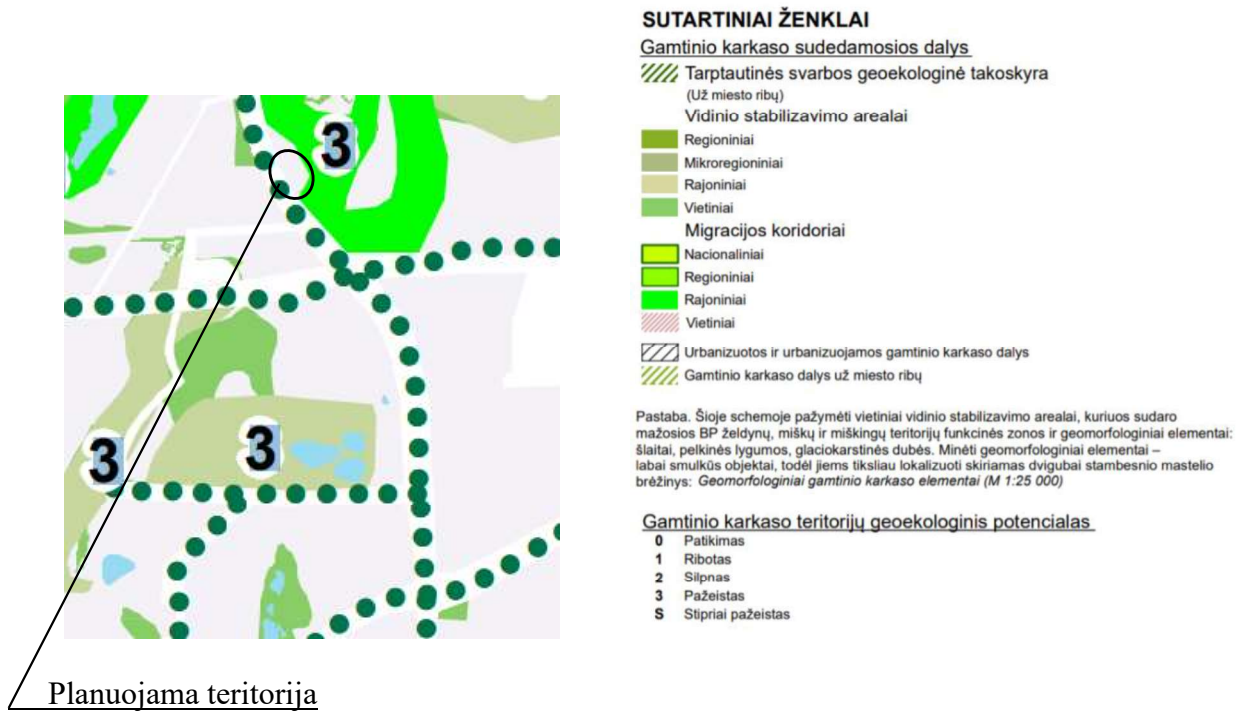 SUTARTINIAI ŽENKLAI
Gamtinio karkaso sudedamosios dalys
Tarptautinės svarbos geoekologinė takoskyra
(Už miesto ribų)
Vidinio stabilizavimo arealai
Regioniniai
Mikroregioniniai
Rajoniniai
Vietiniai
Migracijos koridoriai
Nacionaliniai
Regioniniai
Rajoniniai
Vietiniai
Urbanizuotos ir urbanizuojamos gamtinio karkaso dalys
Gamtinio karkaso dalys už miesto ribų
Pastaba. Šioje schemoje pažymėti vietiniai vidinio stabilizavimo arealai, kuriuos sudaro
mažosios BP želdynų, miškų ir miškingų teritorijų funkcinės zonos ir geomorfologiniai elementai:
šlaitai, pelkinės lygumos, glaciokarstinės dubės. Minėti geomorfologiniai elementai –
labai smulkūs objektai, todėl jiems tiksliau lokalizuoti skiriamas dvigubai stambesnio mastelio
brėžinys: Geomorfologiniai gamtinio karkaso elementai (M 1:25 000)
Gamtinio karkaso teritorijų geoekologinis potencialas
0 Patikimas
1 Ribotas
2 Silpnas
3 Pažeistas
S Stipriai pažeistas
3
3
3
Planuojama teritorija